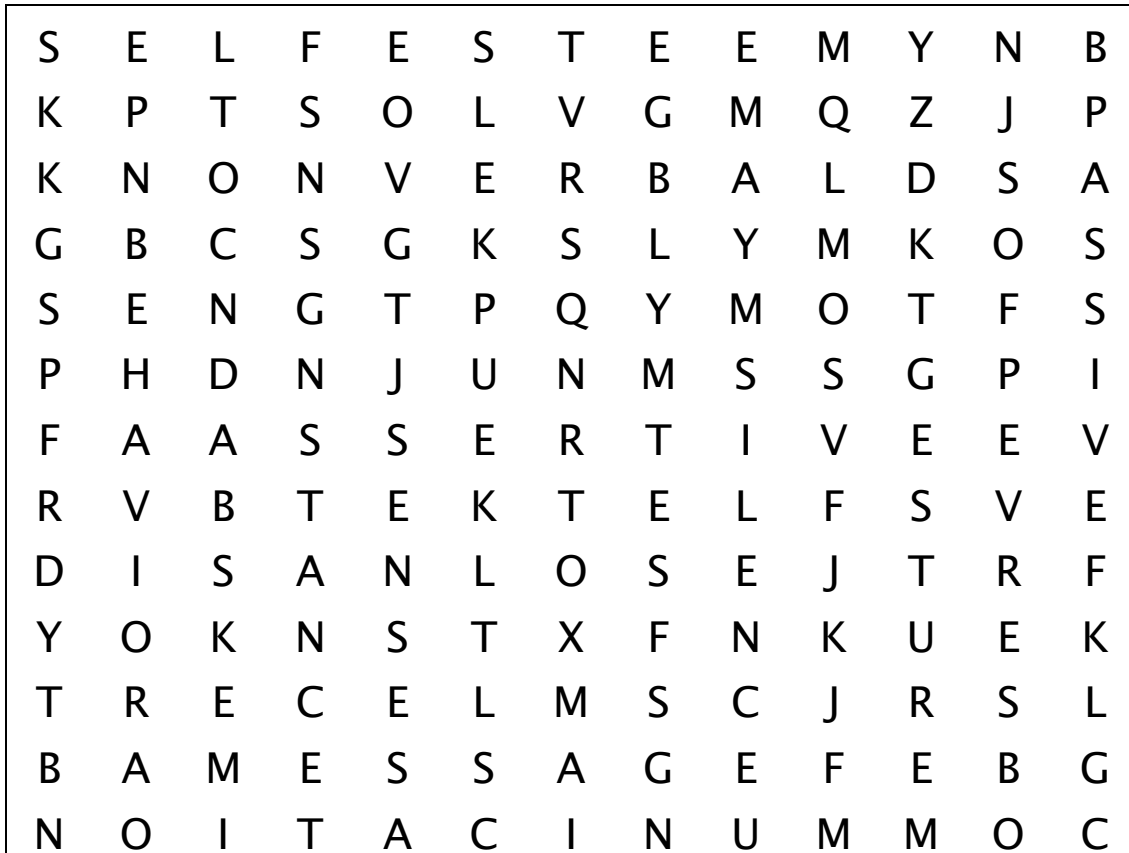 S E L F E S T E E M Y N B
K P T S O L V G M Q Z J P
K N O N V E R B A L D S A
G B C S G K S L Y M K O S
S E N G T P Q Y M O T F S
P H D N J U N M S S G P I
F A A S S E R T I V E E V
R V B T E K T E L F S V E
D I S A N L O S E J T R F
Y O K N S T X F N K U E K
T R E C E L M S C J R S L
B A M E S S A G E F E B G
N O I T A C I N U M M O C